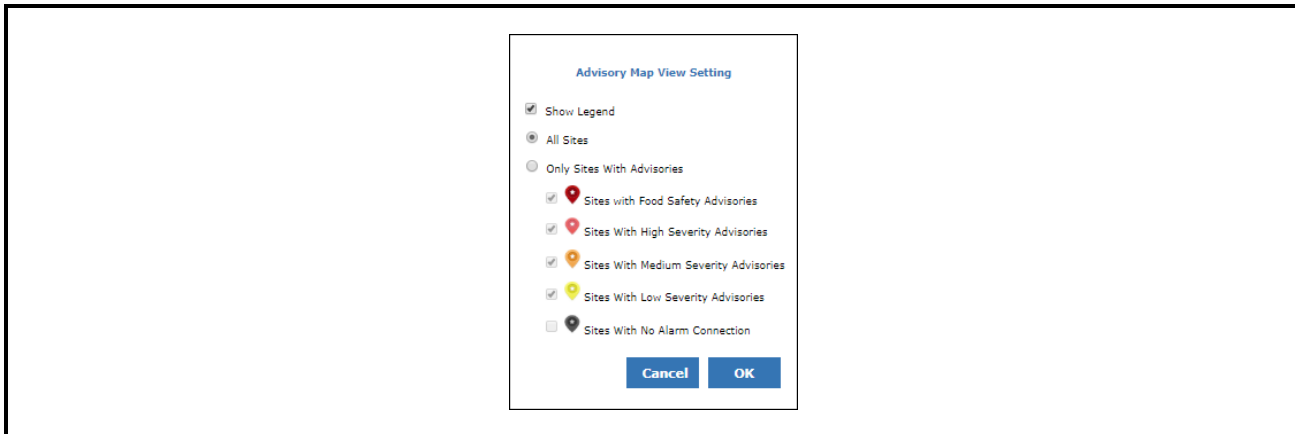 Advisory Map View Setting
Show Legend
All Sites
Only Sites With Advisories
Sites with Food Safety Advisories
Sites With High Severity Advisories
Sites With Medium Severity Advisories
Sites With Low Severity Advisories
Sites With No Alarm Connection
Cancel OK